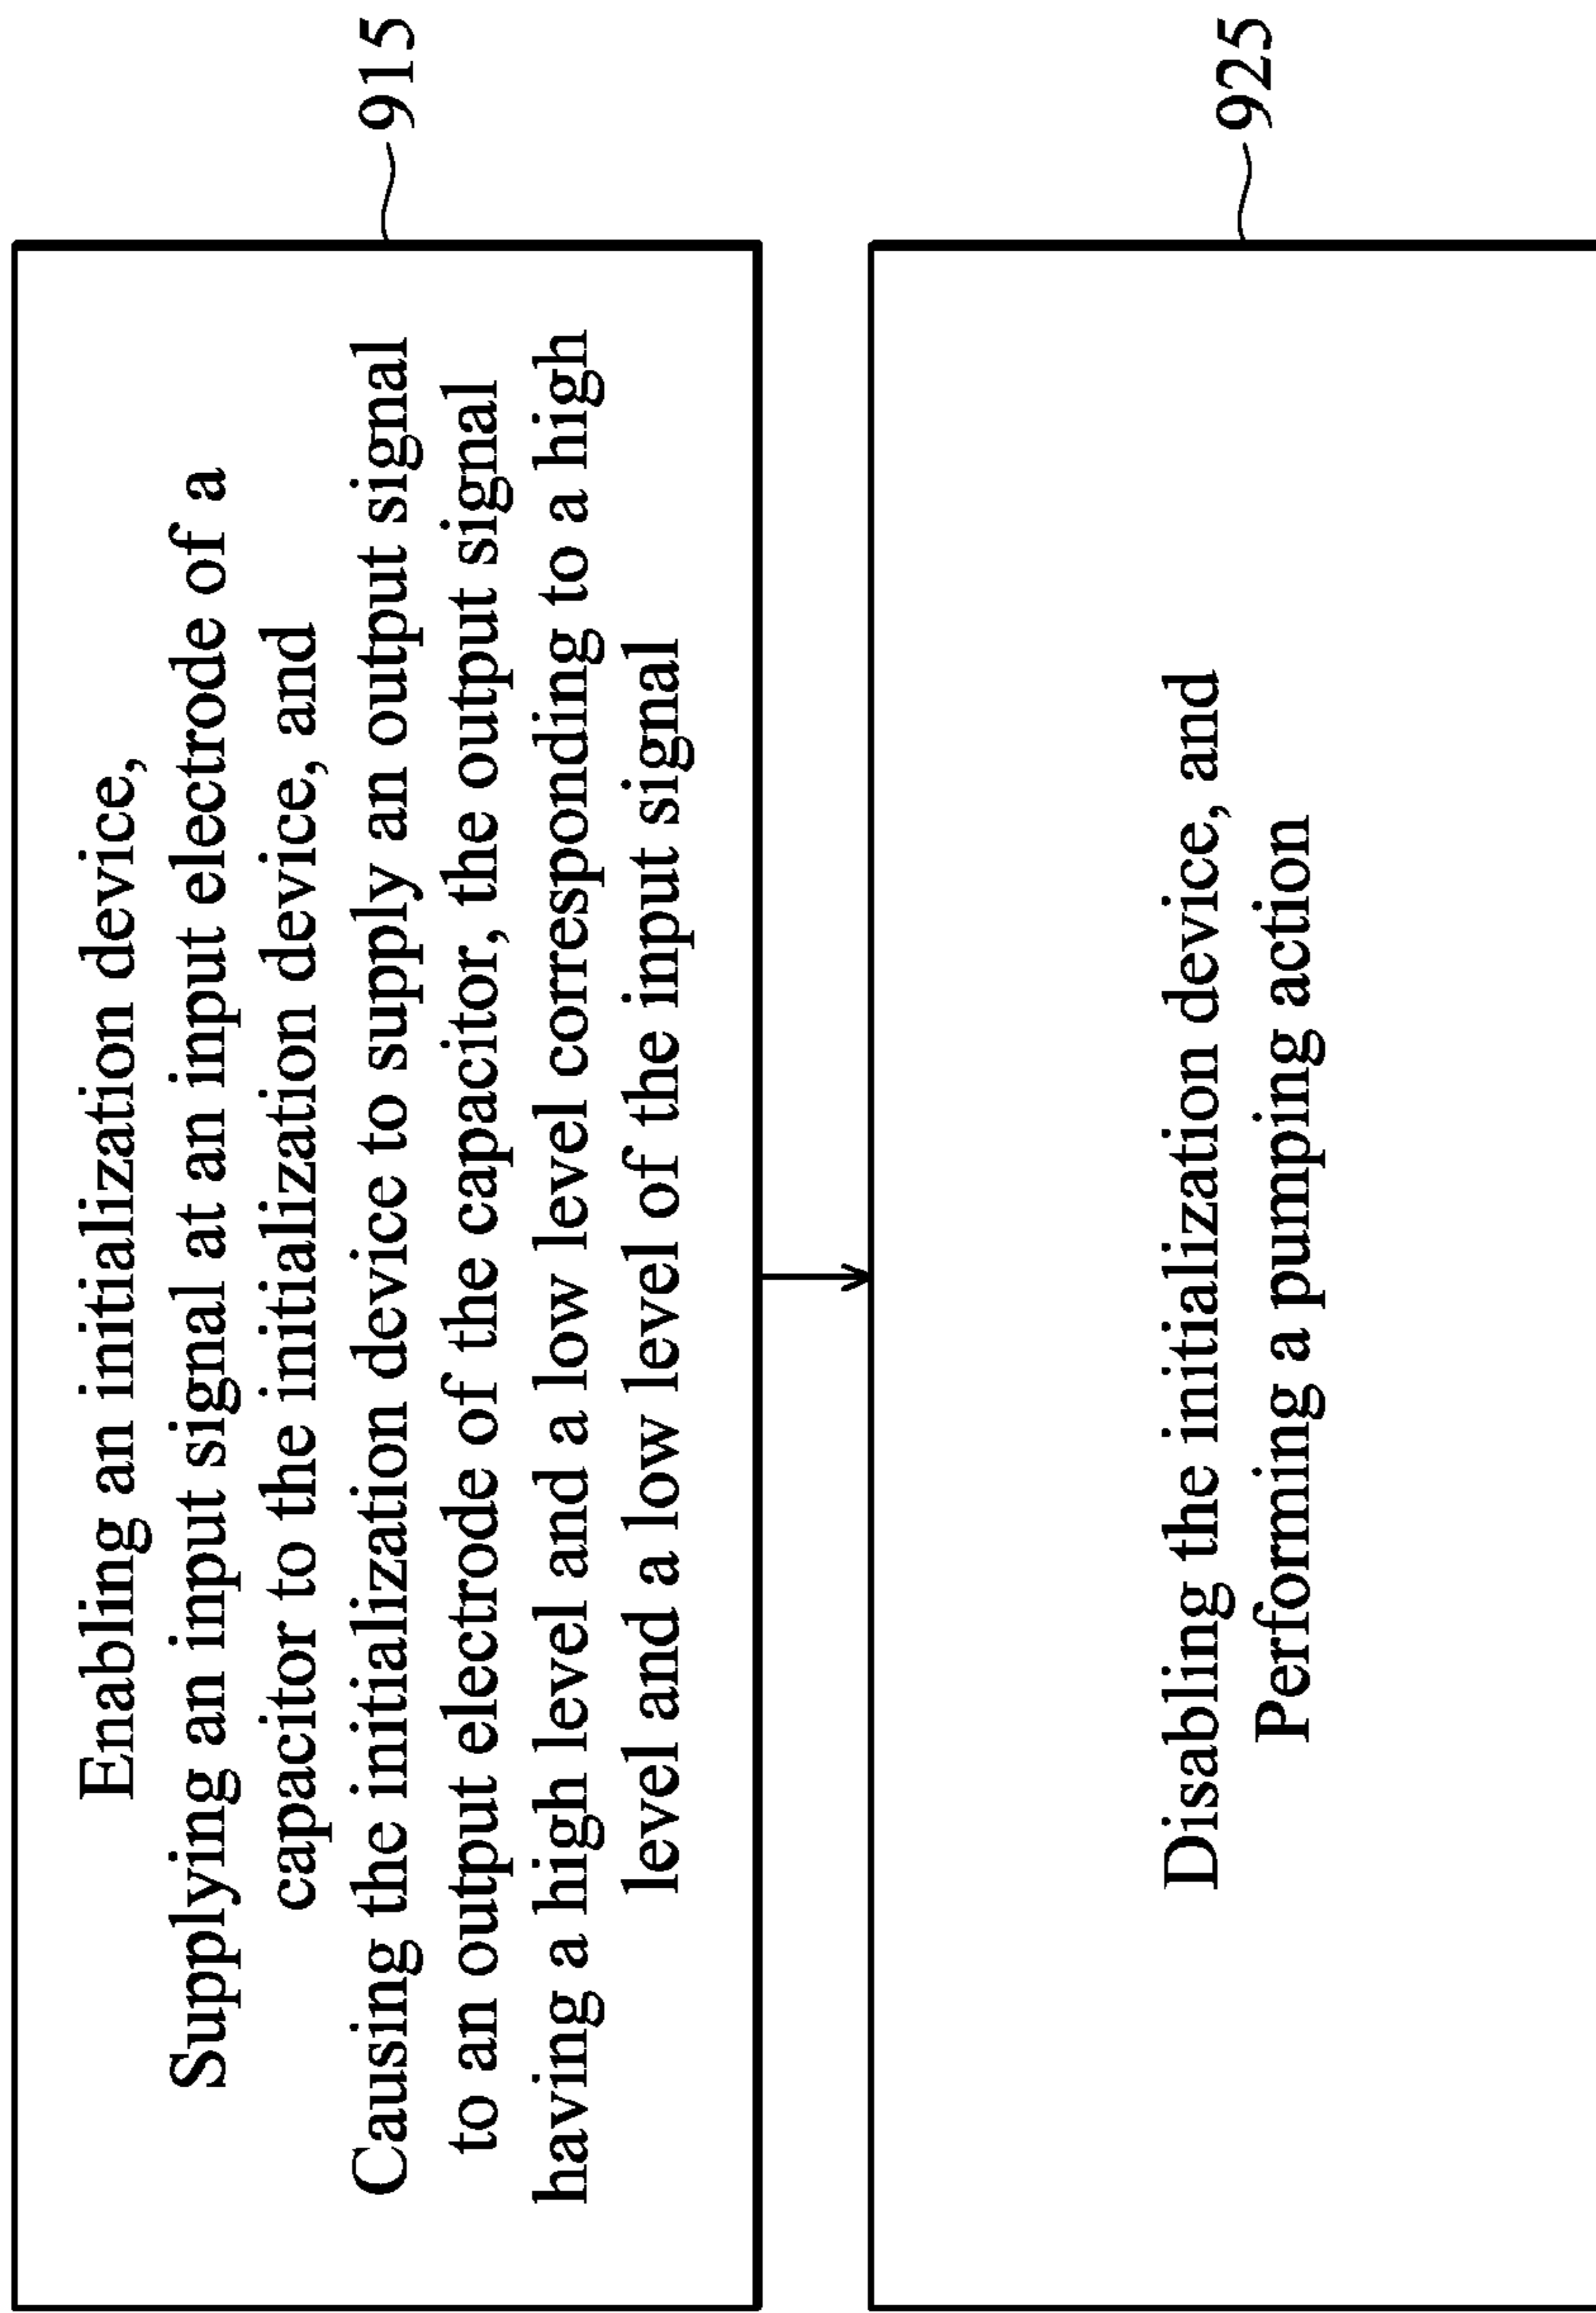 Enabling an initialization device,
Supplying an input signal at an input electrode of a
capacitor to the initialization device, and
Causing the initialization device to supply an output signal
to an output electrode of the capacitor, the output signal
having a high level and a low level corresponding to a high
level and a low level of the input signal
915
Disabling the initialization device, and
Performing a pumping action
925